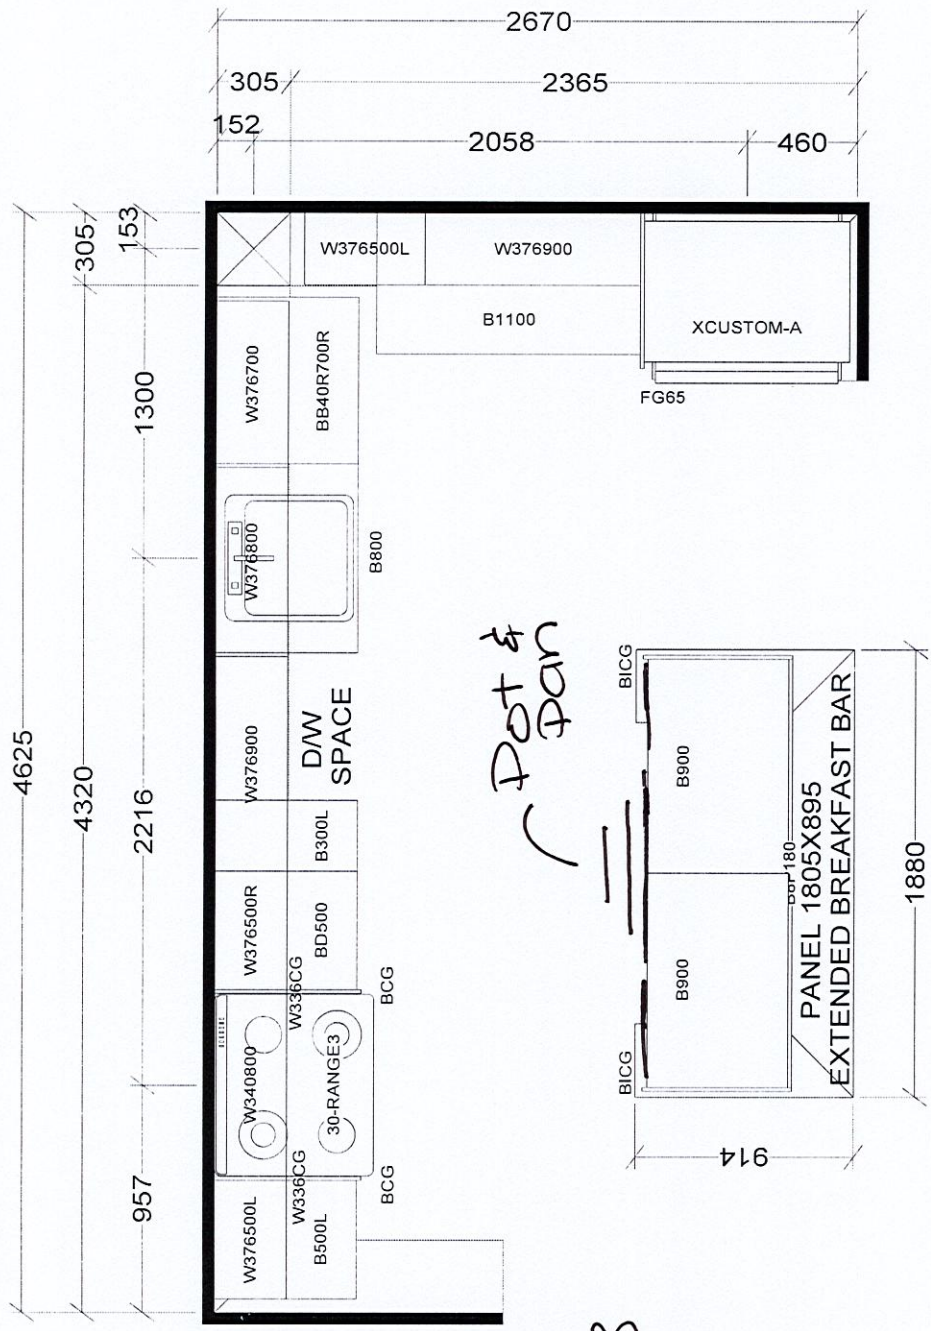 2670
305
2365
152
2058
460
4625
4320
305
153
1300
2216
957
W376500L
W376900
B1100
XCUSTOM-A
FG65
W376700
BB40R700R
W376800
B800
W376900
D/W
SPACE
B300L
W376500R
BD500
W336CG
BCG
W340800
30-RANGE3
W336CG
BCG
W376500L
B500L
Pot &
Pan
BICG
B900
B900
BICG
PANEL 1805X895
EXTENDED BREAKFAST BAR
1880
914